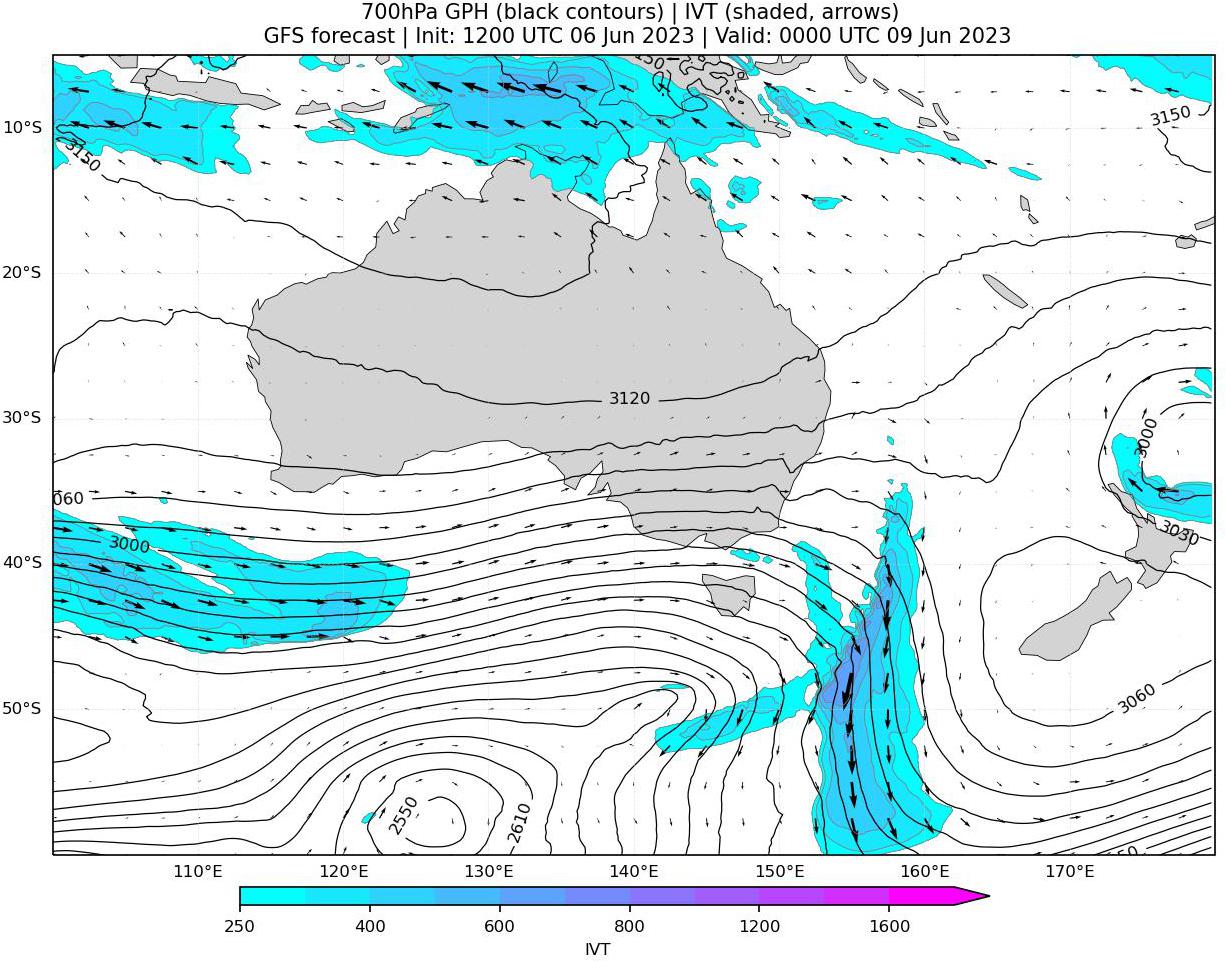 700hPa GPH (black contours) | IVT (shaded, arrows)
GFS forecast | Init: 1200 UTC 06 Jun 2023 | Valid: 0000 UTC 09 Jun 2023
10°S
3150
3150
20°S
3120
30°S
3000
060
3000
3030
40°S
3060
50°S
2550
2610
110°E 120°E 130°E 140°E 150°E 160°E 170°E
250 400 600 800 1200 1600
IVT